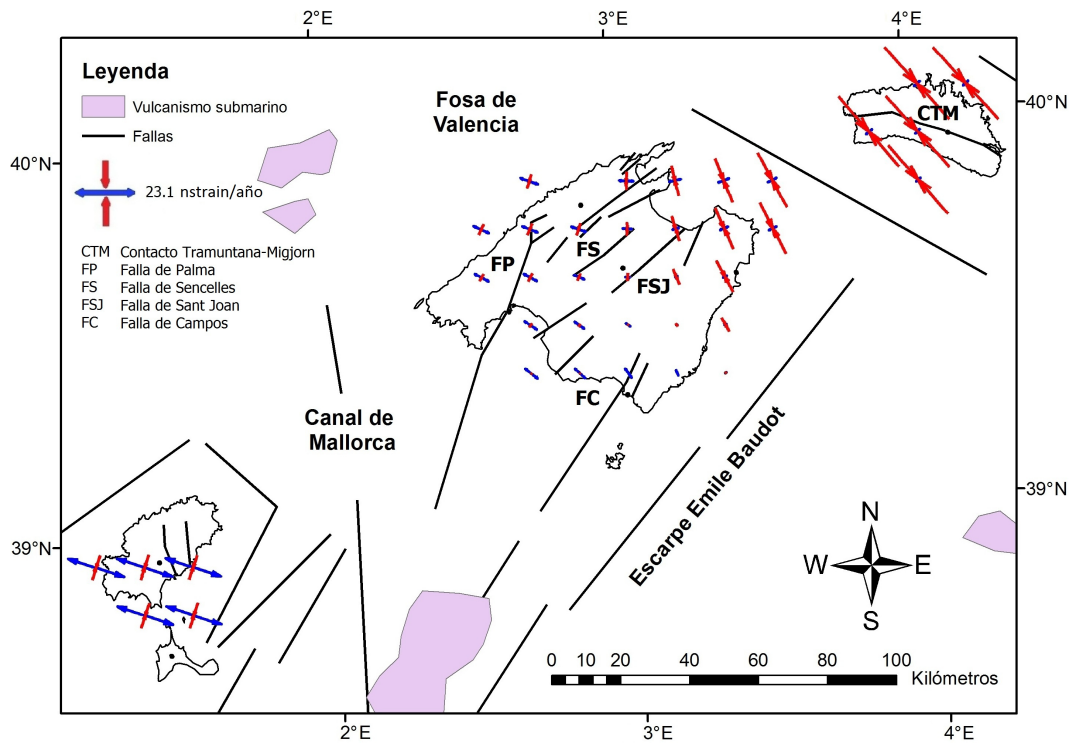 2°E 3°E 4°E
Leyenda
Vulcanismo submarino
Fallas
23.1 nstrain/año
CTM Contacto Tramuntana-Migjorn
FP Falla de Palma
FS Falla de Sencelles
FSJ Falla de Sant Joan
FC Falla de Campos
Fosa de
Valencia
CTM
40°N
40°N
FS
FP
FSJ
FC
Canal de
Mallorca
Escarpe Emile Baudot
39°N
39°N
N
W E
S
0 10 20 40 60 80 100
Kilómetros
2°E 3°E 4°E